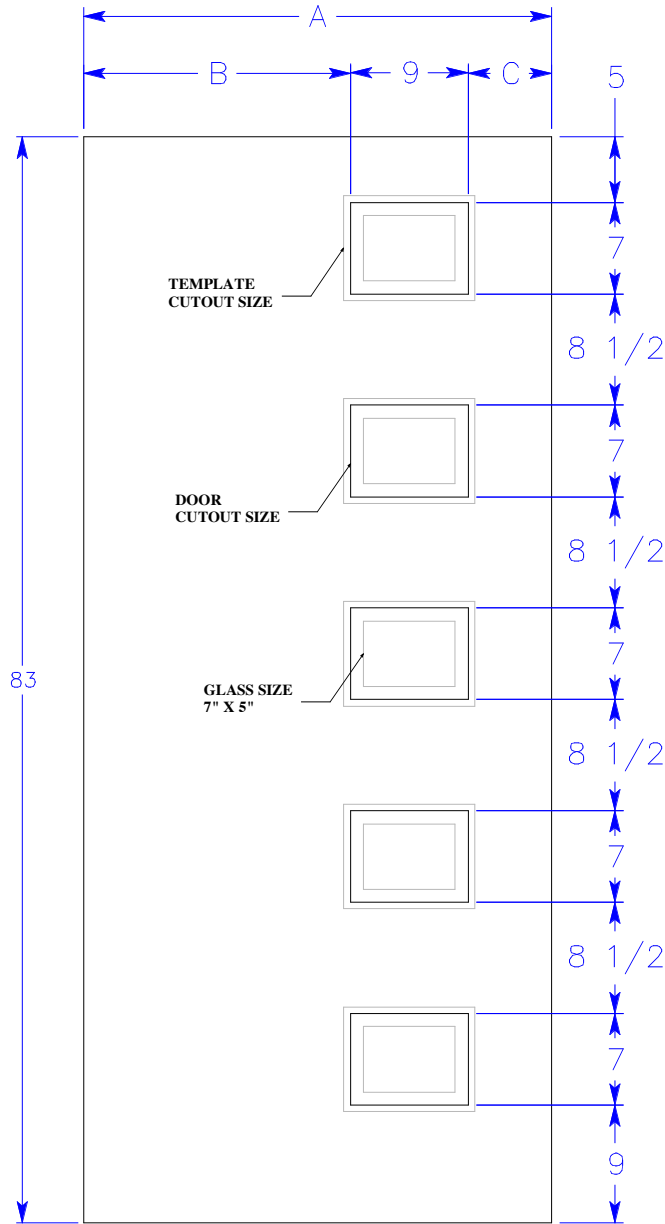 A
B
9
C
5
7
TEMPLATE
CUTOUT SIZE
8 1/2
7
DOOR
CUTOUT SIZE
8 1/2
7
83
GLASS SIZE
7" X 5"
8 1/2
7
8 1/2
7
9